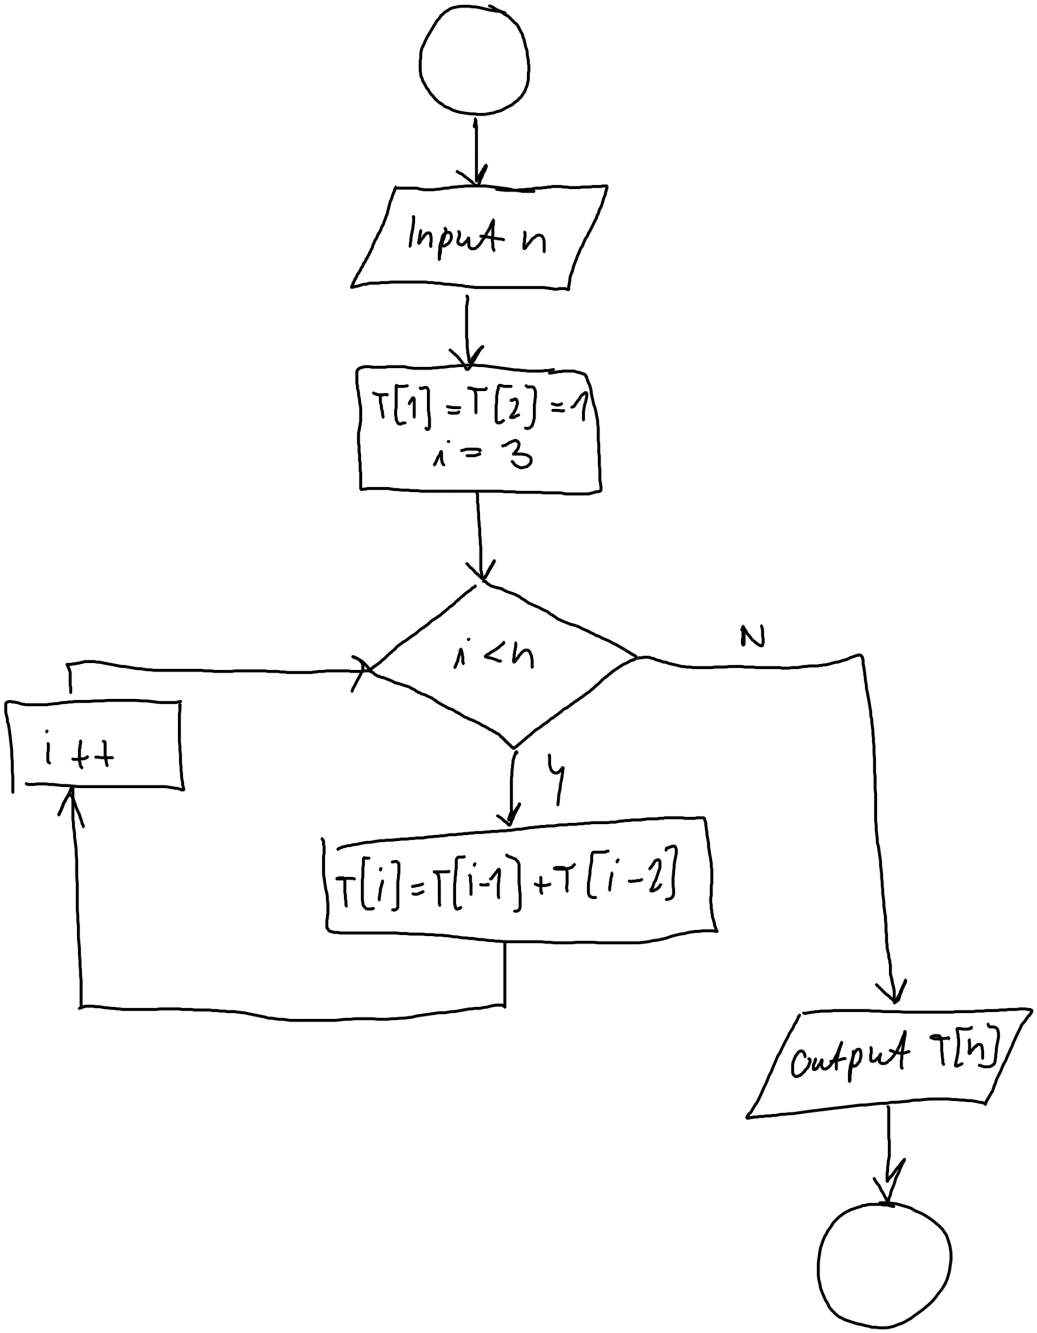 Input n
T[1]=T[2]=1
i=3
i<n
N
Y
i++
T[i]=T[i-1]+T[i-2]
Output T[n]